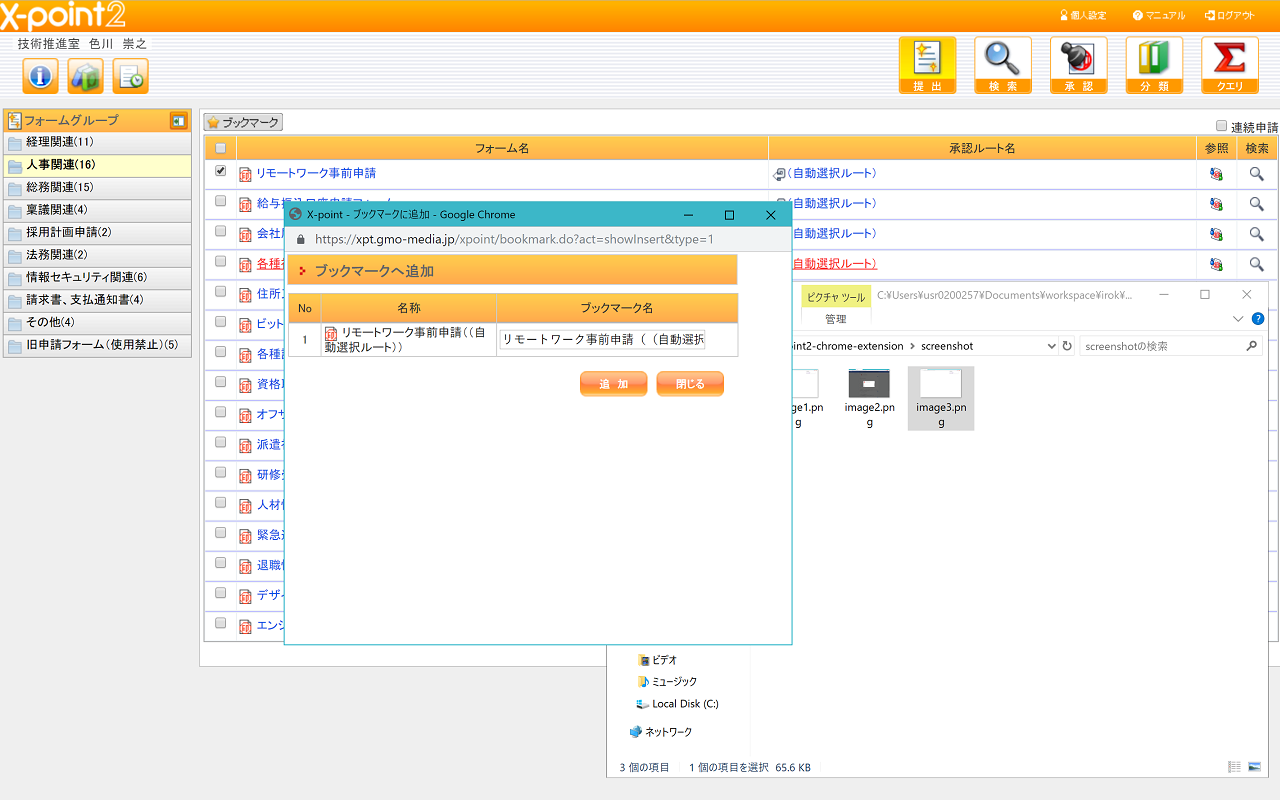 X-point2
個人設定 マニュアル ログアウト
技術推進室 色川 崇之
提 出 検 索 承 認 分 類 クエリ
フォームグループ
経理関連(11)
人事関連(16)
総務関連(15)
稟議関連(4)
採用計画申請(2)
法務関連(2)
情報セキュリティ関連(6)
請求書、支払通知書(4)
その他(4)
旧申請フォーム(使用禁止)(5)
ブックマーク
連続申請
フォーム名 承認ルート名 参照 検索
リモートワーク事前申請 (自動選択ルート)
給与振込口座申請フォーム (自動選択ルート)
会社 自動選択ルート)
各種 自動選択ルート)
住所
ビット
各種
資格
オフサ
派遣
研修
人材
緊急
退職
デザイ
エンジ
X-point - ブックマークに追加 - Google Chrome
https://xpt.gmo-media.jp/xpoint/bookmark.do?act=showInsert&type=1
ブックマークへ追加
No 名称 ブックマーク名
1 リモートワーク事前申請((自動選択ルート)) リモートワーク事前申請((自動選択
追 加 閉じる
ピクチャ ツール C:¥Users¥usr0200257¥Documents¥workspace¥irok¥...
管理
int2-chrome-extension > screenshot screenshotの検索
ge1.png image2.png image3.png
ビデオ
ミュージック
Local Disk (C:)
ネットワーク
3 個の項目 1 個の項目を選択 65.6 KB